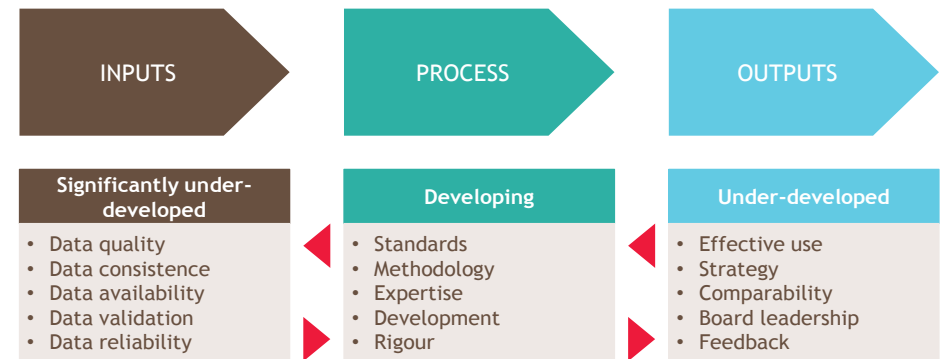 INPUTS
PROCESS
OUTPUTS
Significantly under-
developed
• Data quality
• Data consistence
• Data availability
• Data validation
• Data reliability
Developing
• Standards
• Methodology
• Expertise
• Development
• Rigour
Under-developed
• Effective use
• Strategy
• Comparability
• Board leadership
• Feedback